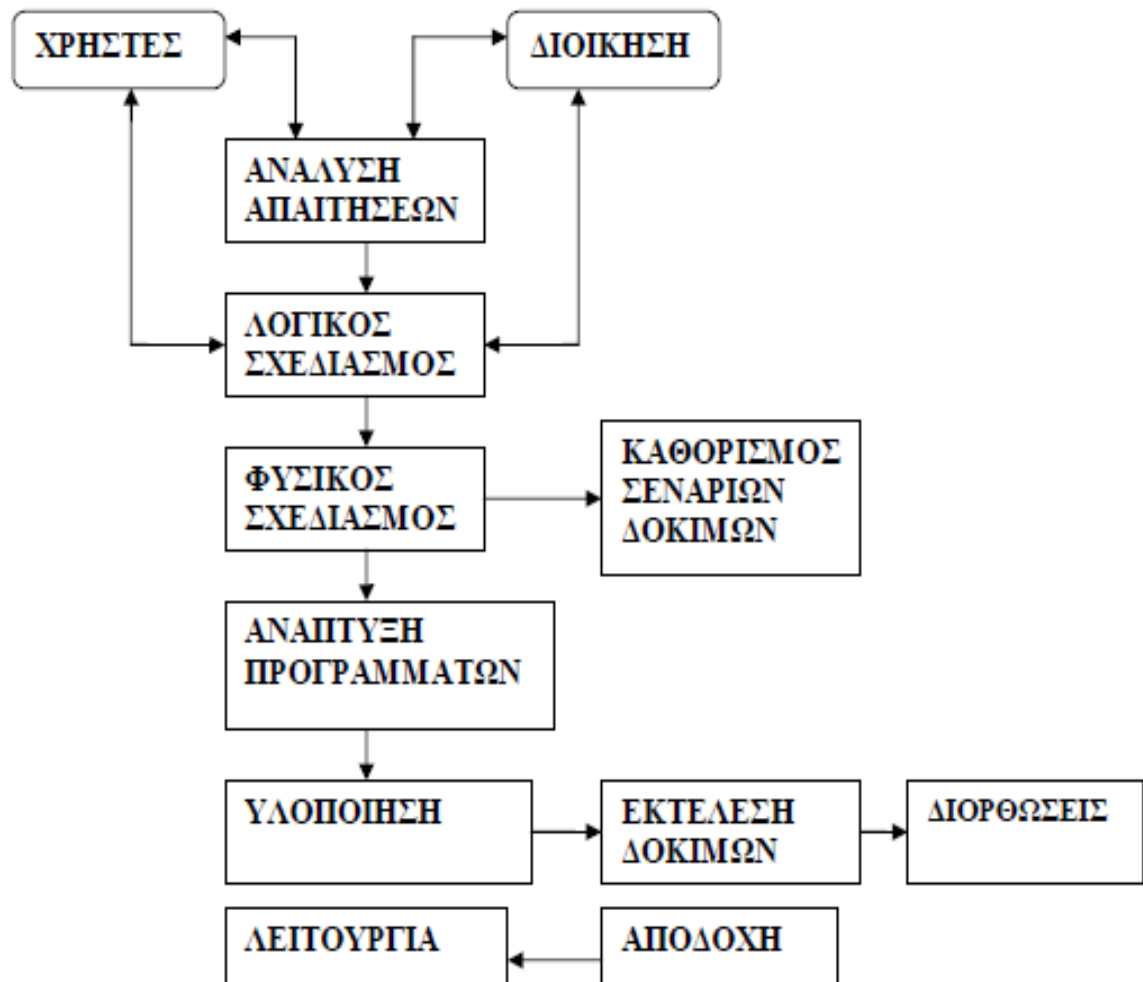 ΧΡΗΣΤΕΣ
ΔΙΟΙΚΗΣΗ
ΑΝΑΛΥΣΗ
ΑΠΑΙΤΗΣΕΩΝ
ΛΟΓΙΚΟΣ
ΣΧΕΔΙΑΣΜΟΣ
ΦΥΣΙΚΟΣ
ΣΧΕΔΙΑΣΜΟΣ
ΚΑΘΟΡΙΣΜΟΣ
ΣΕΝΑΡΙΩΝ
ΔΟΚΙΜΩΝ
ΑΝΑΠΤΥΞΗ
ΠΡΟΓΡΑΜΜΑΤΩΝ
ΥΛΟΠΟΙΗΣΗ
ΕΚΤΕΛΕΣΗ
ΔΟΚΙΜΩΝ
ΔΙΟΡΘΩΣΕΙΣ
ΛΕΙΤΟΥΡΓΙΑ
ΑΠΟΔΟΧΗ